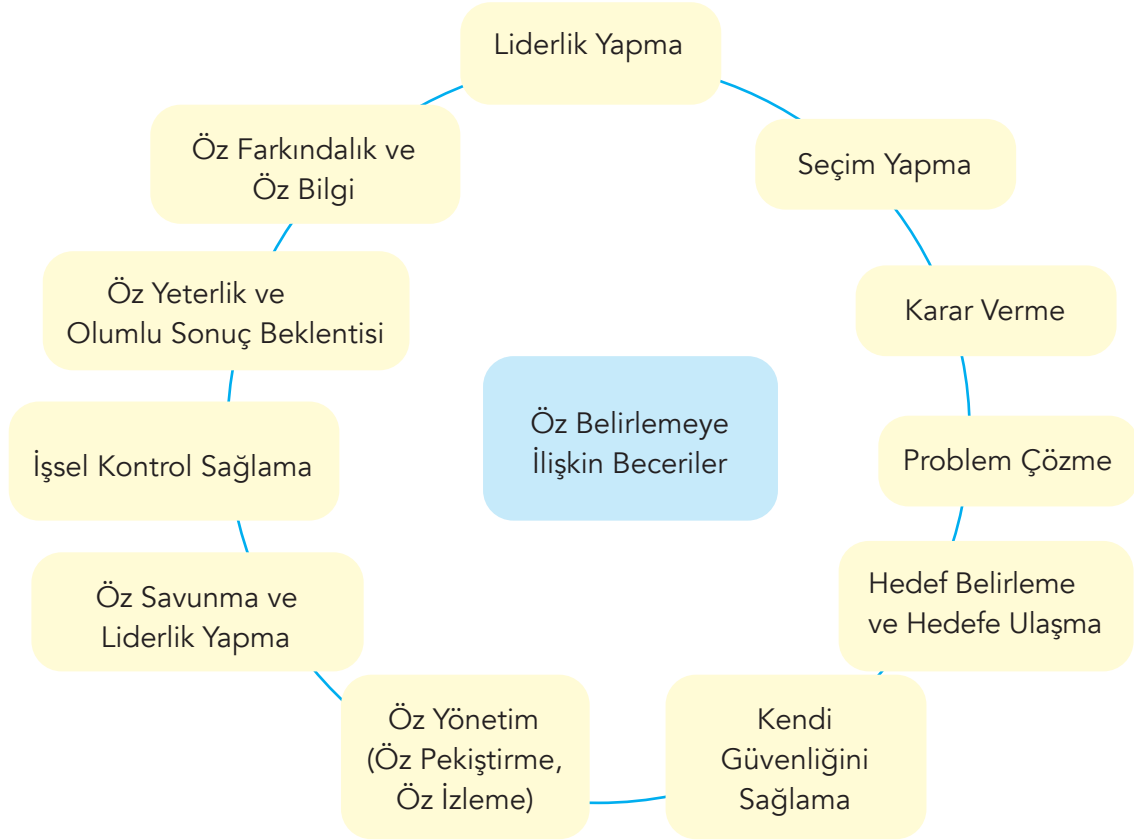 Liderlik Yapma
Seçim Yapma
Karar Verme
Problem Çözme
Hedef Belirleme
ve Hedefe Ulaşma
Kendi
Güvenliğini
Sağlama
Öz Yönetim
(Öz Pekiştirme,
Öz İzleme)
Öz Savunma ve
Liderlik Yapma
İşsel Kontrol Sağlama
Öz Yeterlik ve
Olumlu Sonuç Beklentisi
Öz Farkındalık ve
Öz Bilgi
Öz Belirlemeye
İlişkin Beceriler